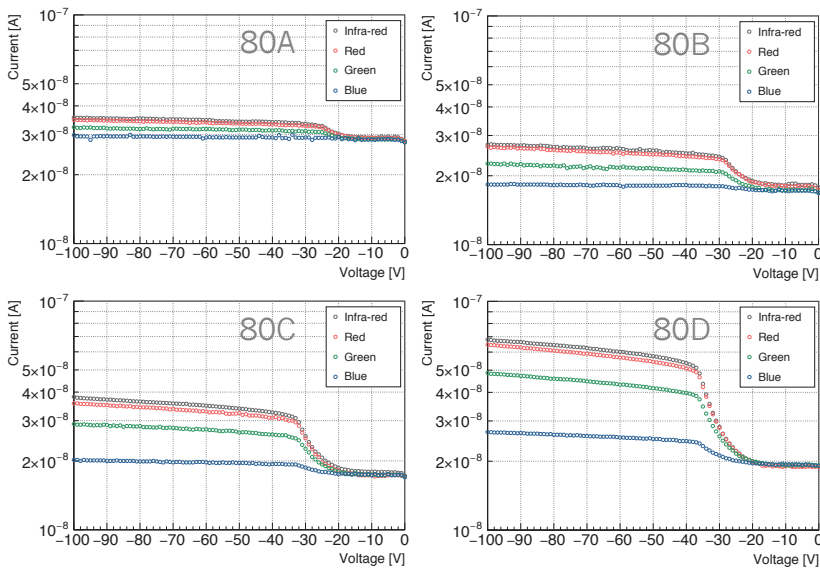 Current [A]
10⁻⁷
5×10⁻⁸
4×10⁻⁸
3×10⁻⁸
2×10⁻⁸
10⁻⁸
80A
Infra-red
Red
Green
Blue
−100 −90 −80 −70 −60 −50 −40 −30 −20 −10 0
Voltage [V]
Current [A]
10⁻⁷
5×10⁻⁸
4×10⁻⁸
3×10⁻⁸
2×10⁻⁸
10⁻⁸
80B
Infra-red
Red
Green
Blue
−100 −90 −80 −70 −60 −50 −40 −30 −20 −10 0
Voltage [V]
Current [A]
10⁻⁷
5×10⁻⁸
4×10⁻⁸
3×10⁻⁸
2×10⁻⁸
10⁻⁸
80C
Infra-red
Red
Green
Blue
−100 −90 −80 −70 −60 −50 −40 −30 −20 −10 0
Voltage [V]
Current [A]
10⁻⁷
5×10⁻⁸
4×10⁻⁸
3×10⁻⁸
2×10⁻⁸
10⁻⁸
80D
Infra-red
Red
Green
Blue
−100 −90 −80 −70 −60 −50 −40 −30 −20 −10 0
Voltage [V]